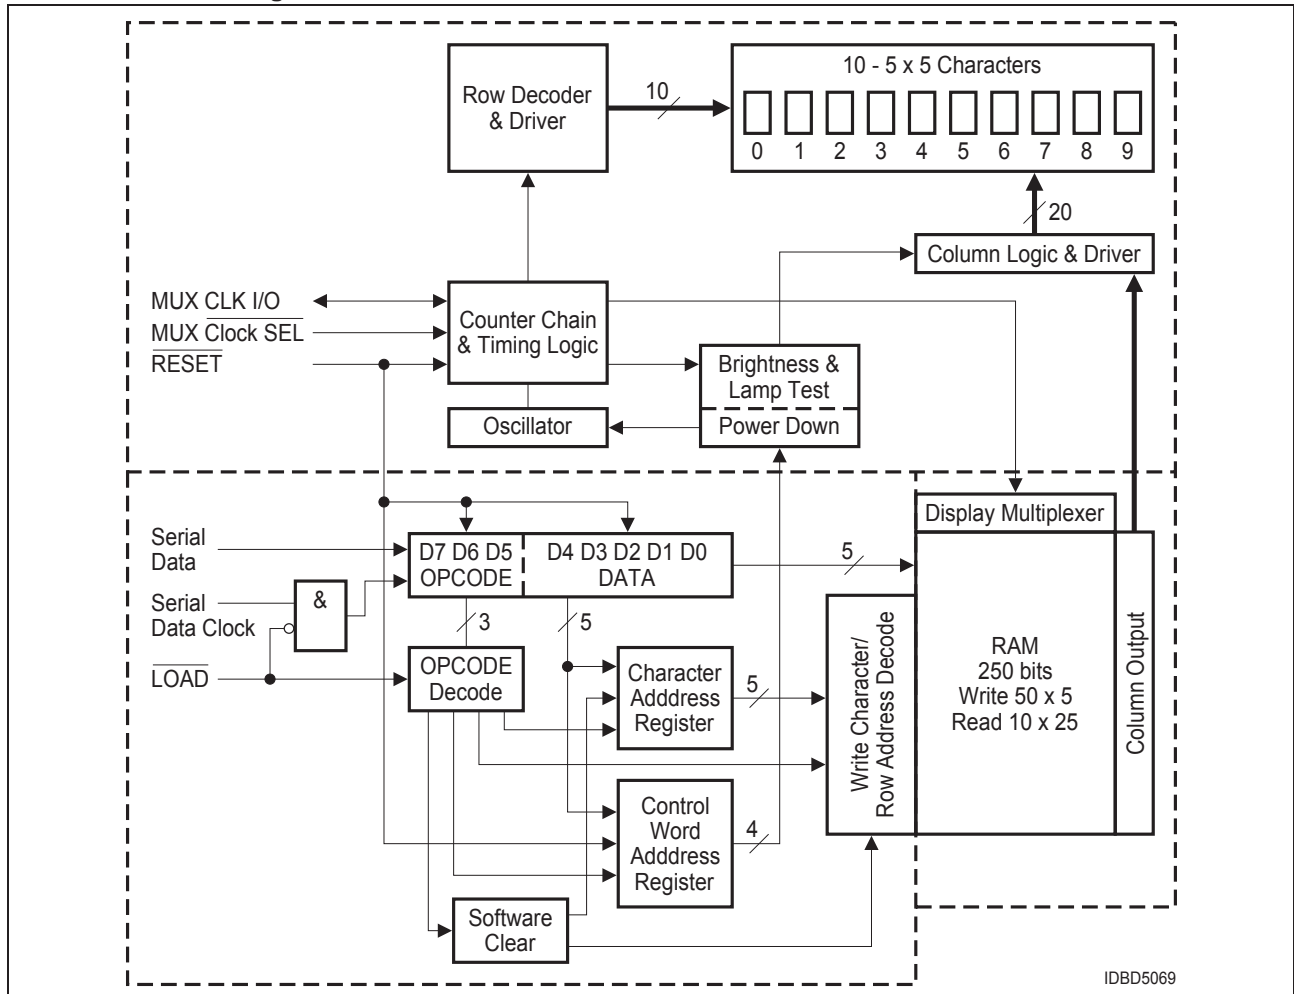 10 - 5 x 5 Characters
0 1 2 3 4 5 6 7 8 9
Row Decoder
& Driver
10
20
Column Logic & Driver
MUX CLK I/O
MUX Clock SEL
RESET
Counter Chain
& Timing Logic
Brightness &
Lamp Test
Power Down
Oscillator
Display Multiplexer
Serial
Data
D7 D6 D5
OPCODE
D4 D3 D2 D1 D0
DATA
5
Serial
Data Clock
&
3
5
LOAD
OPCODE
Decode
Character
Adddress
Register
5
Write Character/
Row Address Decode
RAM
250 bits
Write 50 x 5
Read 10 x 25
Column Output
Control
Word
Adddress
Register
4
Software
Clear
IDBD5069